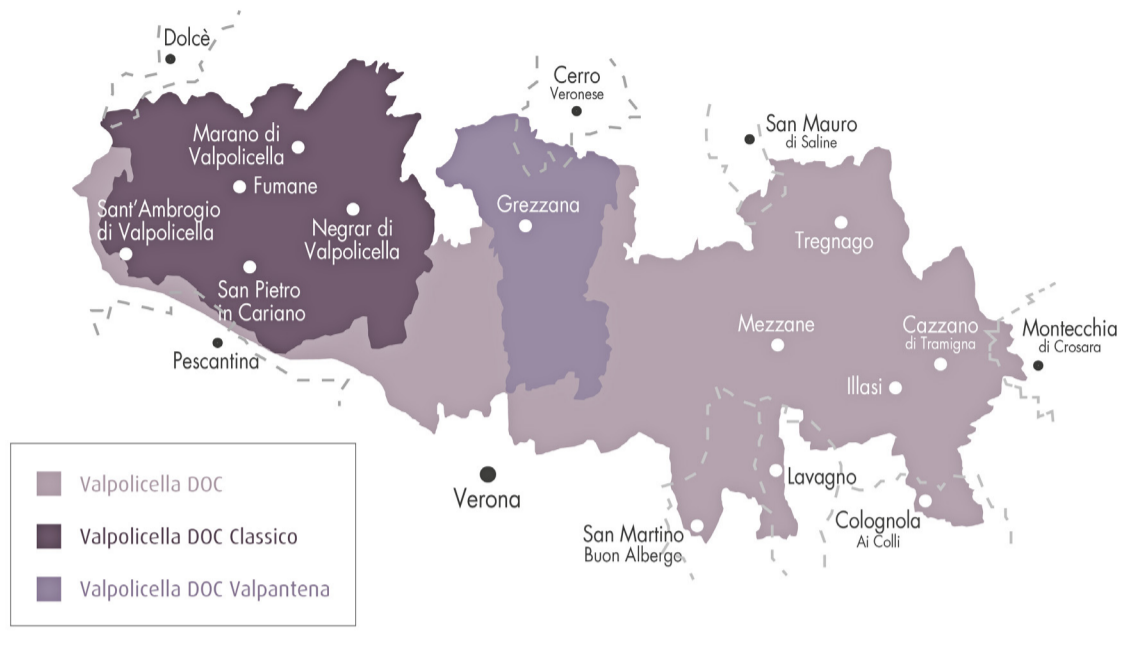 Dolcè
Cerro
Veronese
San Mauro
di Saline
Marano di
Valpolicella
Fumane
Sant'Ambrogio
di Valpolicella
Negrar di
Valpolicella
Grezzana
Tregnago
San Pietro
in Cariano
Pescantina
Mezzane
Cazzano
di Tramigna
Montecchia
di Crosara
Illasi
Verona
Lavagno
San Martino
Buon Albergo
Colognola
Ai Colli
Valpolicella DOC
Valpolicella DOC Classico
Valpolicella DOC Valpantena